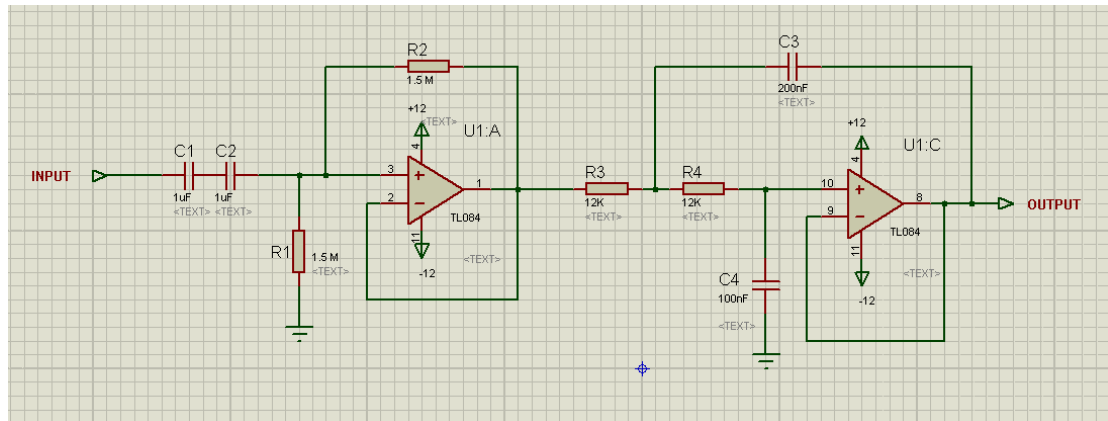 R2
1.5 M
<TEXT>
+12
4
U1:A
C1
C2
INPUT
1uF
1uF
<TEXT>
<TEXT>
3
2
1
TL084
11
-12
<TEXT>
R1
1.5 M
<TEXT>
R3
12K
<TEXT>
R4
12K
<TEXT>
C3
200nF
<TEXT>
+12
4
U1:C
10
9
8
TL084
11
-12
<TEXT>
OUTPUT
C4
100nF
<TEXT>